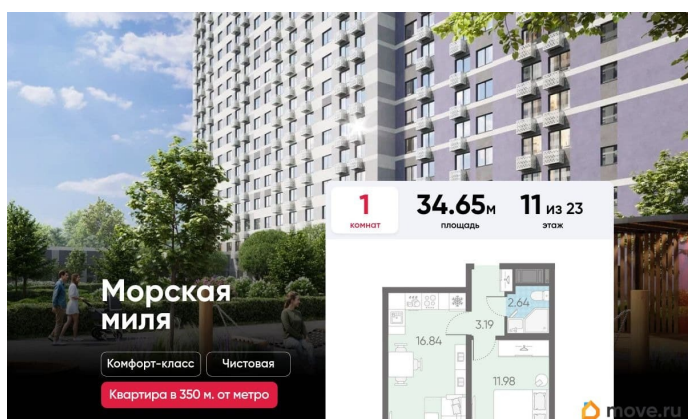 1
комнат
34.65м
площадь
11 из 23
этаж
Морская
миля
Комфорт-класс
Чистовая
Квартира в 350 м. от метро
2.64
3.19
16.84
11.98
move.ru